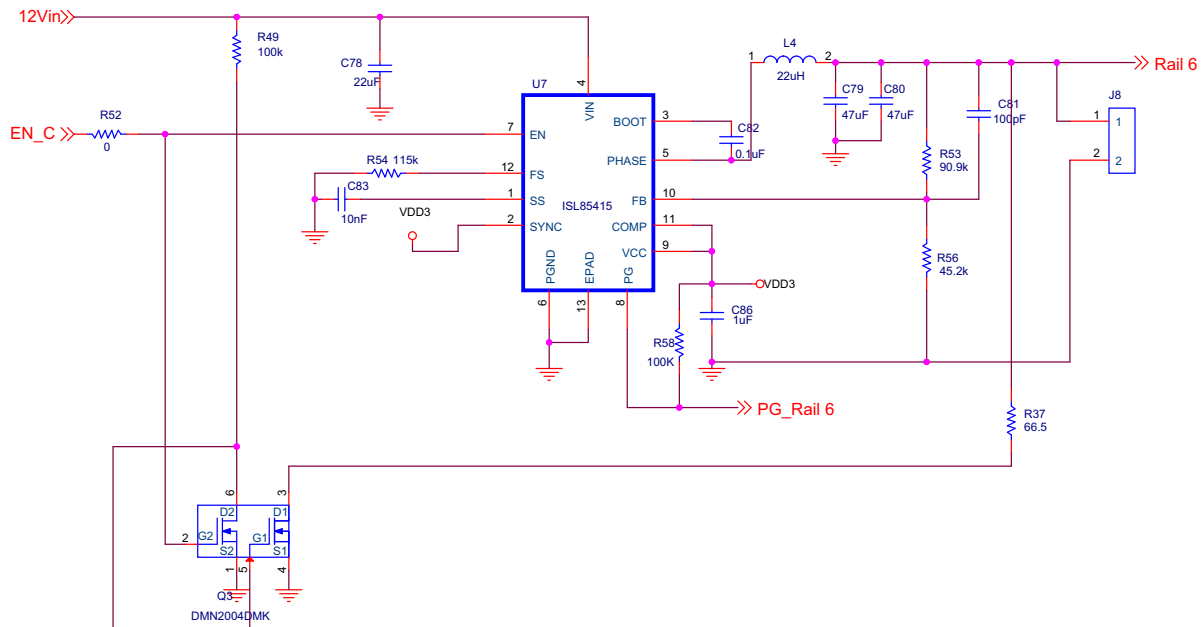 12Vin
R49
100k
C78
22uF
L4
1
2
22uH
Rail 6
C79
47uF
C80
47uF
C81
100pF
J8
1
1
2
2
EN_C
R52
0
U7
4
VIN
7
EN
BOOT
3
C82
0.1uF
PHASE
5
R53
90.9k
R54
115k
12
FS
C83
10nF
1
SS
ISL85415
FB
10
VDD3
2
SYNC
COMP
11
VCC
9
PGND
EPAD
PG
6
13
8
R56
45.2k
VDD3
C86
1uF
R58
100K
PG_Rail 6
R37
66.5
6
3
D2
D1
2
G2
G1
S2
S1
1
5
4
Q3
DMN2004DMK